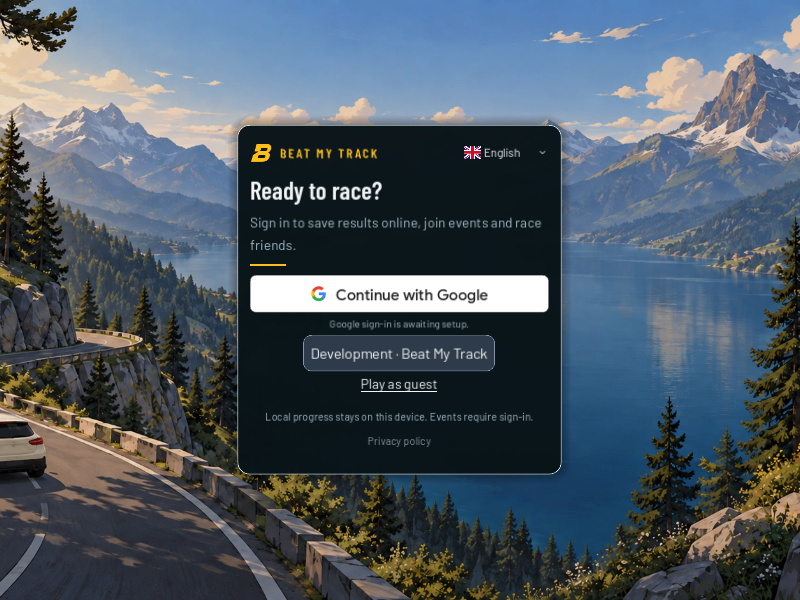 BEAT MY TRACK
English
Ready to race?
Sign in to save results online, join events and race
friends.
Continue with Google
Google sign-in is awaiting setup.
Development · Beat My Track
Play as guest
Local progress stays on this device. Events require sign-in.
Privacy policy